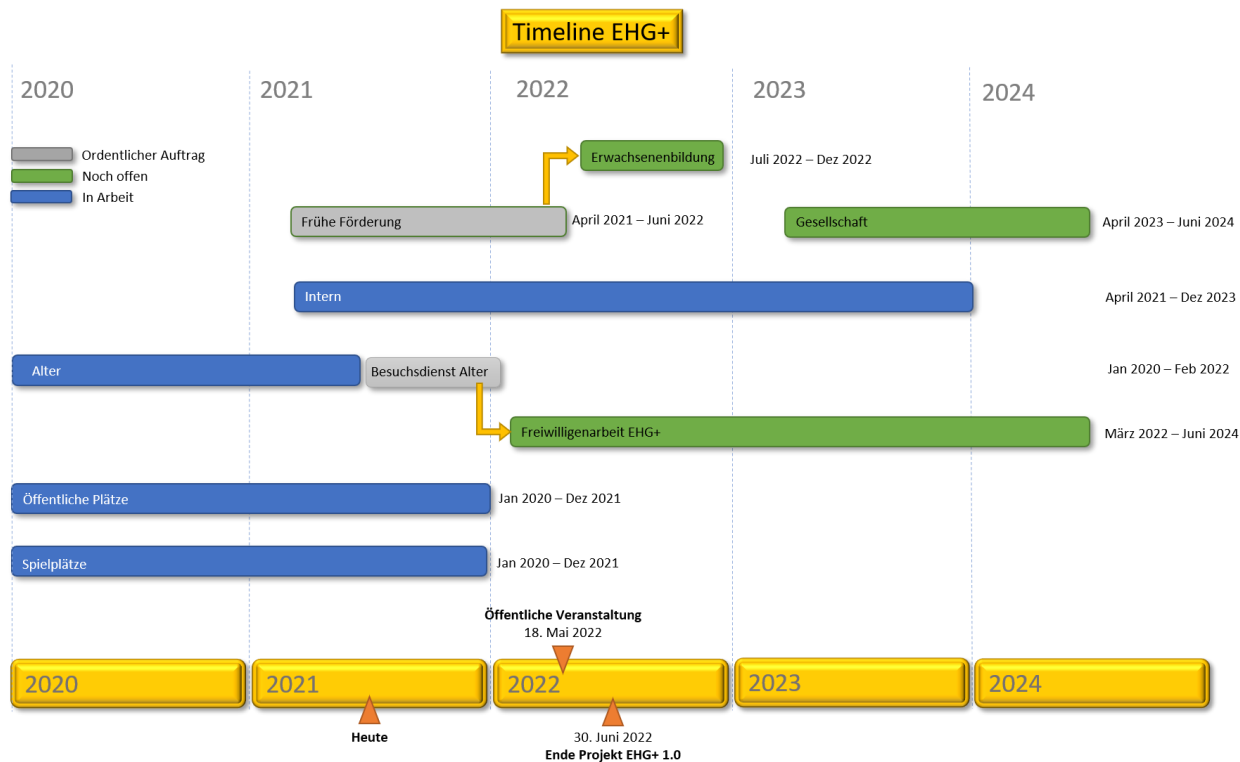 Timeline EHG+
2020
2021
2022
2023
2024
Ordentlicher Auftrag
Noch offen
In Arbeit
Erwachsenenbildung
Juli 2022 – Dez 2022
Frühe Förderung
April 2021 – Juni 2022
Gesellschaft
April 2023 – Juni 2024
Intern
April 2021 – Dez 2023
Alter
Besuchsdienst Alter
Jan 2020 – Feb 2022
Freiwilligenarbeit EHG+
März 2022 – Juni 2024
Öffentliche Plätze
Jan 2020 – Dez 2021
Spielplätze
Jan 2020 – Dez 2021
Öffentliche Veranstaltung
18. Mai 2022
2020
2021
2022
2023
2024
Heute
30. Juni 2022
Ende Projekt EHG+ 1.0